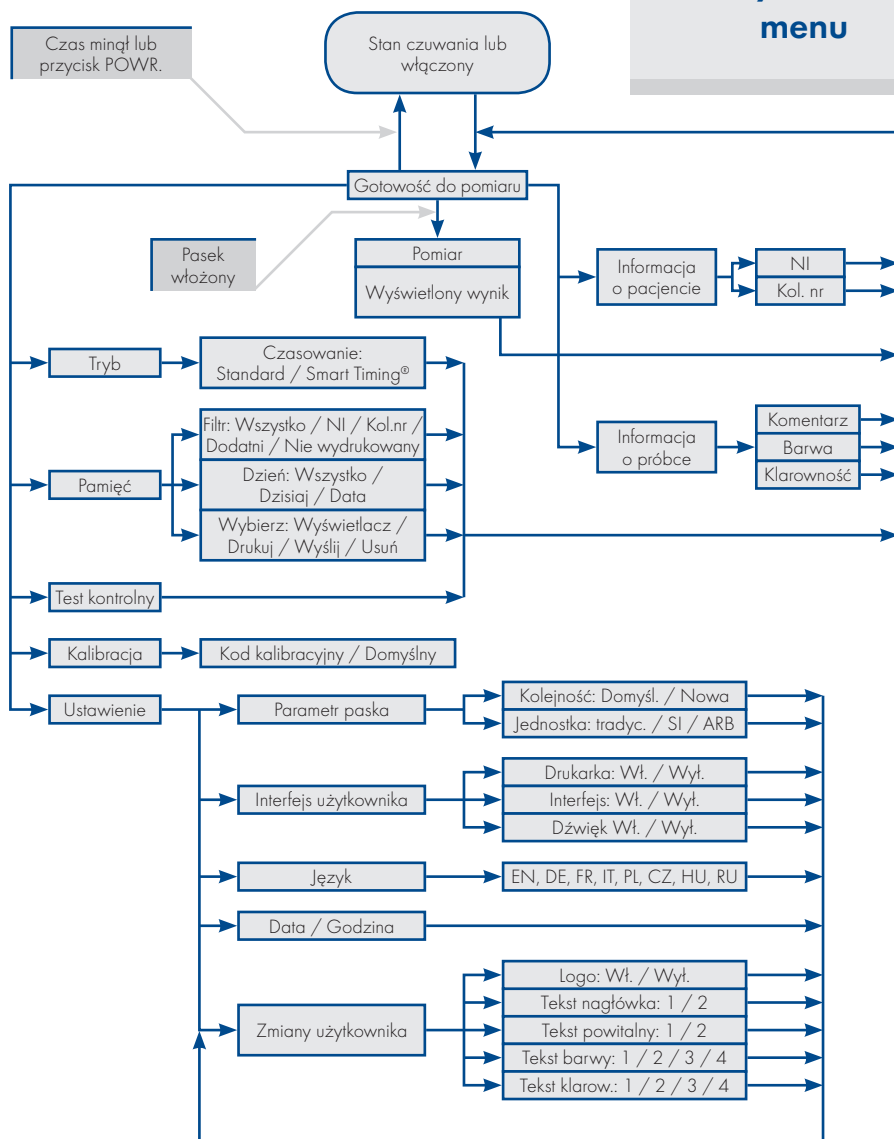 menu
Czas minął lub
przycisk POWR.
Stan czuwania lub
włączony
Gotowość do pomiaru
Pasek
włożony
Pomiar
Wyświetlony wynik
Informacja
o pacjencie
NI
Kol. nr
Tryb
Czasowanie:
Standard / Smart Timing®
Informacja
o próbce
Komentarz
Barwa
Klarowność
Pamięć
Filtr: Wszystko / NI / Kol.nr /
Dodatni / Nie wydrukowany
Dzień: Wszystko /
Dzisiaj / Data
Wybierz: Wyświetlacz /
Drukuj / Wyślij / Usuń
Test kontrolny
Kalibracja
Kod kalibracyjny / Domyślny
Ustawienie
Parametr paska
Kolejność: Domyśl. / Nowa
Jednostka: tradyc. / SI / ARB
Interfejs użytkownika
Drukarka: Wł. / Wył.
Interfejs: Wł. / Wył.
Dźwięk Wł. / Wył.
Język
EN, DE, FR, IT, PL, CZ, HU, RU
Data / Godzina
Zmiany użytkownika
Logo: Wł. / Wył.
Tekst nagłówka: 1 / 2
Tekst powitalny: 1 / 2
Tekst barwy: 1 / 2 / 3 / 4
Tekst klarow.: 1 / 2 / 3 / 4